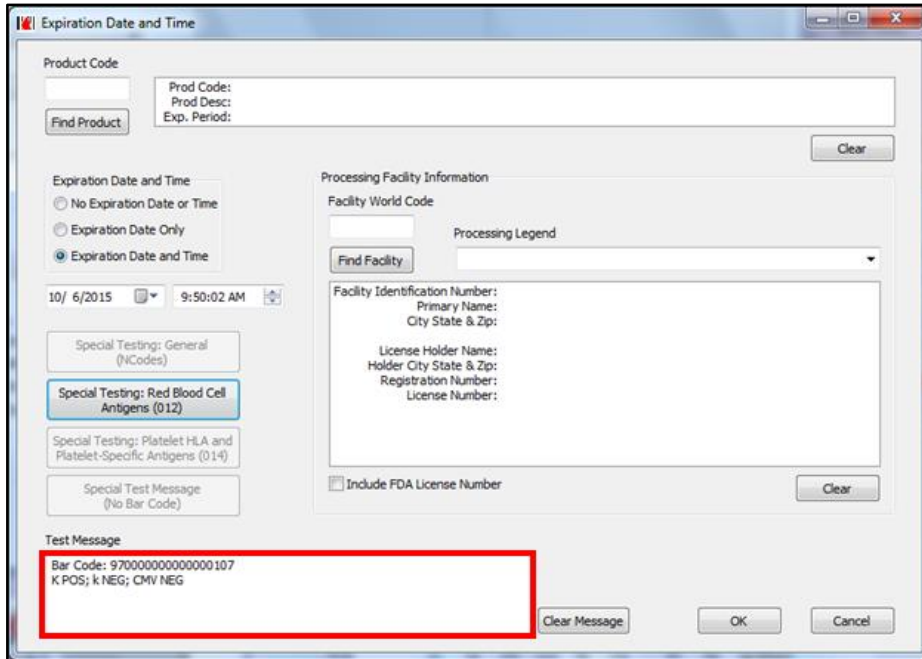 Expiration Date and Time
Product Code
Prod Code:
Prod Desc:
Exp. Period:
Find Product
Clear
Expiration Date and Time
No Expiration Date or Time
Expiration Date Only
Expiration Date and Time
10/ 6/2015
9:50:02 AM
Special Testing: General
(NCodes)
Special Testing: Red Blood Cell
Antigens (012)
Special Testing: Platelet HLA and
Platelet-Specific Antigens (014)
Special Test Message
(No Bar Code)
Processing Facility Information
Facility World Code
Processing Legend
Find Facility
Facility Identification Number:
Primary Name:
City State & Zip:
License Holder Name:
Holder City State & Zip:
Registration Number:
License Number:
Include FDA License Number
Clear
Test Message
Bar Code: 970000000000000107
K POS; k NEG; CMV NEG
Clear Message
OK
Cancel